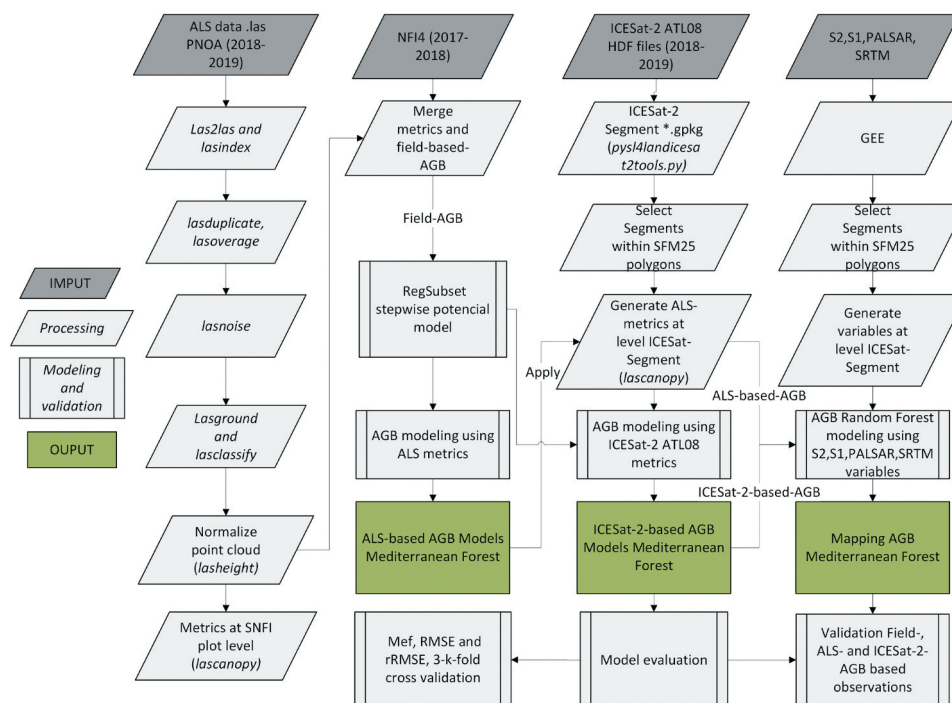 ALS data .las
PNOA (2018-
2019)
Las2las and
lasindex
lasduplicate,
lasoverage
lasnoise
Lasground and
lasclassify
Normalize
point cloud
(lasheight)
Metrics at SNFI
plot level
(lascanopy)
IMPUT
Processing
Modeling
and
validation
OUPUT
NFI4 (2017-
2018)
Merge
metrics and
field-based-
AGB
Field-AGB
RegSubset
stepwise potencial
model
AGB modeling using
ALS metrics
ALS-based AGB Models
Mediterranean Forest
Mef, RMSE and
rRMSE, 3-k-fold
cross validation
Apply
ICESat-2 ATL08
HDF files (2018-
2019)
ICESat-2
Segment *.gpkg
(pysl4landicesa
t2tools.py)
Select
Segments
within SFM25
polygons
Generate ALS-
metrics at
level ICESat-
Segment
(lascanopy)
AGB modeling using
ICESat-2 ATL08
metrics
ICESat-2-based AGB
Models Mediterranean
Forest
Model evaluation
ALS-based-AGB
ICESat-2-based-AGB
S2,S1,PALSAR,
SRTM
GEE
Select
Segments
within SFM25
polygons
Generate
variables at
level ICESat-
Segment
AGB Random Forest
modeling using
S2,S1,PALSAR,SRTM
variables
Mapping AGB
Mediterranean Forest
Validation Field-,
ALS- and ICESat-2-
AGB based
observations